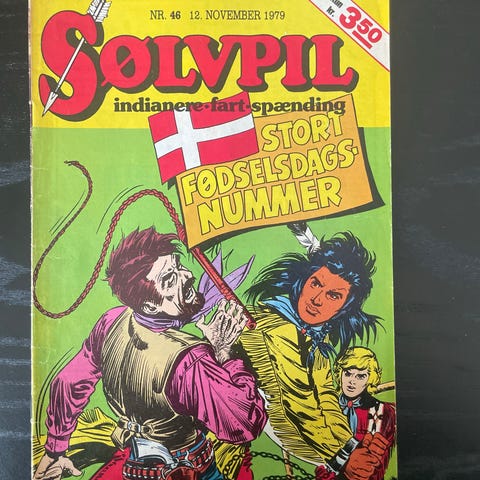 NR. 46 12. NOVEMBER 1979
kr. 3.50
SØLVPIL
indianere·fart·spænding
STORT
FØDSELSDAGS-
NUMMER